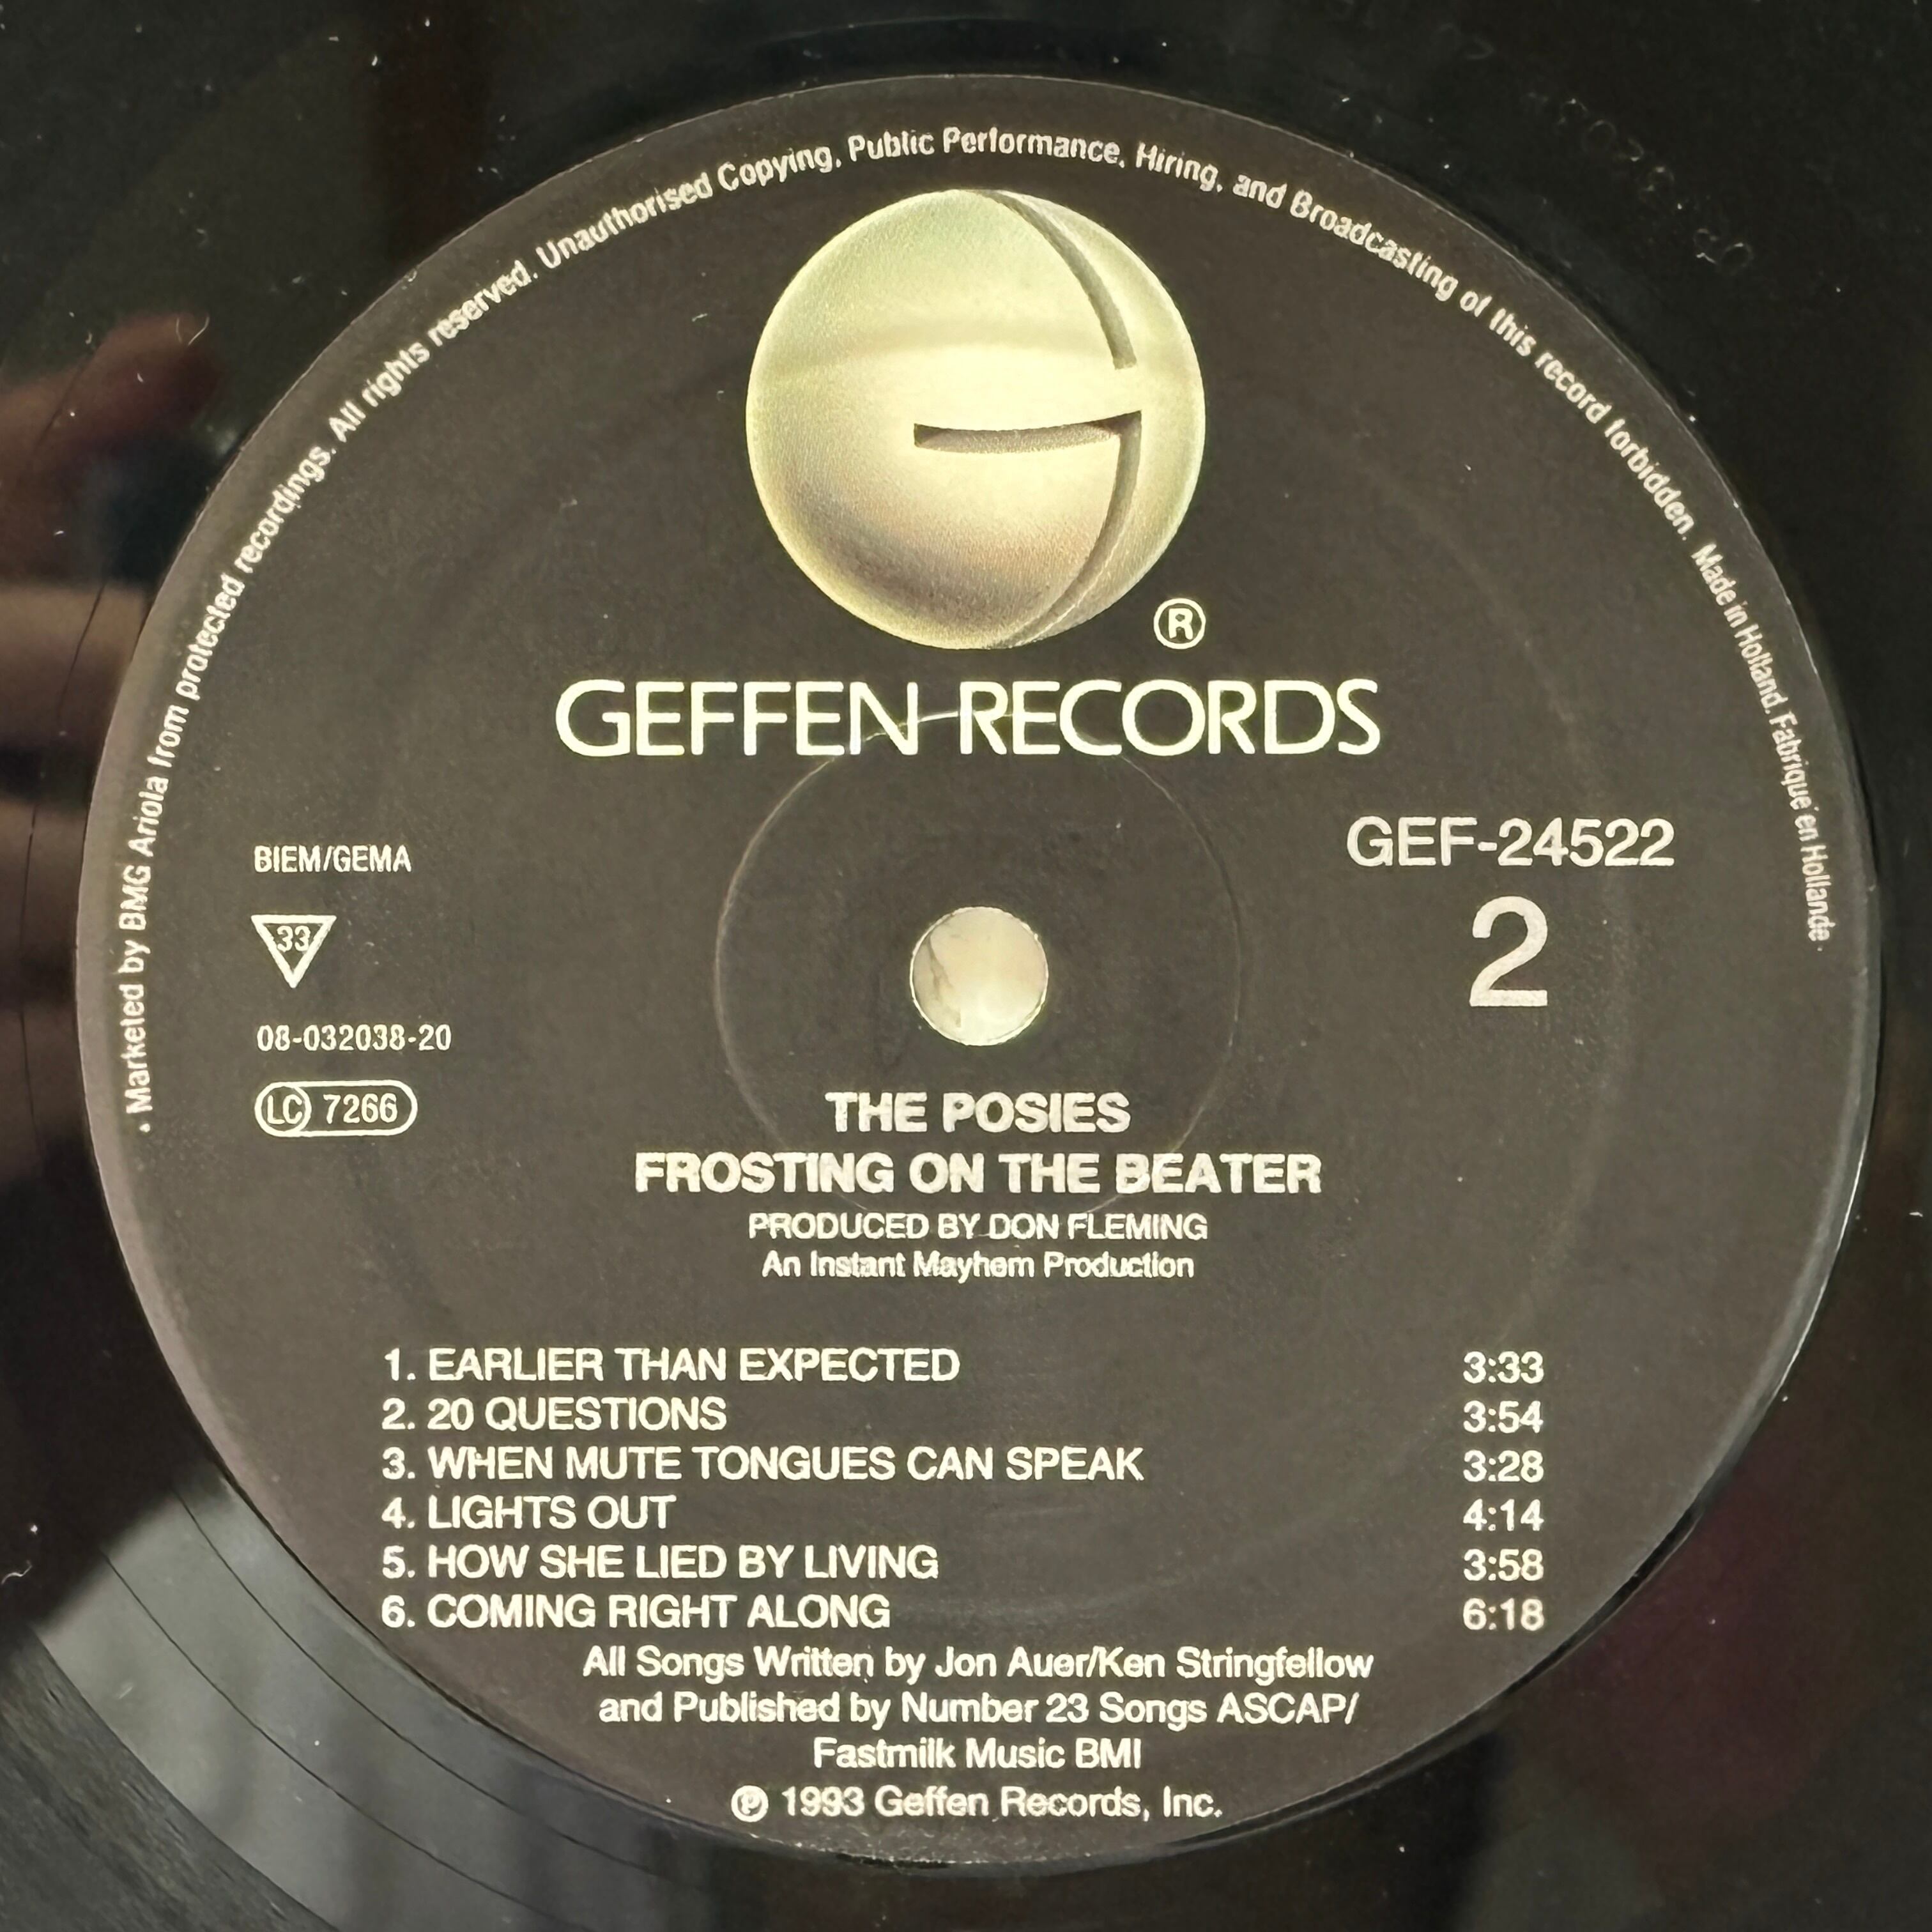 . Marketed by BMG Ariola from protected recordings. All rights reserved. Unauthorised Copying, Public Performance, Hiring, and Broadcasting of this record forbidden. Made in Holland. Fabriqué en Hollande ·
®
GEFFEN RECORDS
BIEM/GEMA
GEF-24522
33
2
08-032038-20
LC 7266
THE POSIES
FROSTING ON THE BEATER
PRODUCED BY DON FLEMING
An Instant Mayhem Production
1. EARLIER THAN EXPECTED 3:33
2. 20 QUESTIONS 3:54
3. WHEN MUTE TONGUES CAN SPEAK 3:28
4. LIGHTS OUT 4:14
5. HOW SHE LIED BY LIVING 3:58
6. COMING RIGHT ALONG 6:18
All Songs Written by Jon Auer/Ken Stringfellow
and Published by Number 23 Songs ASCAP/
Fastmilk Music BMI
℗ 1993 Geffen Records, Inc.